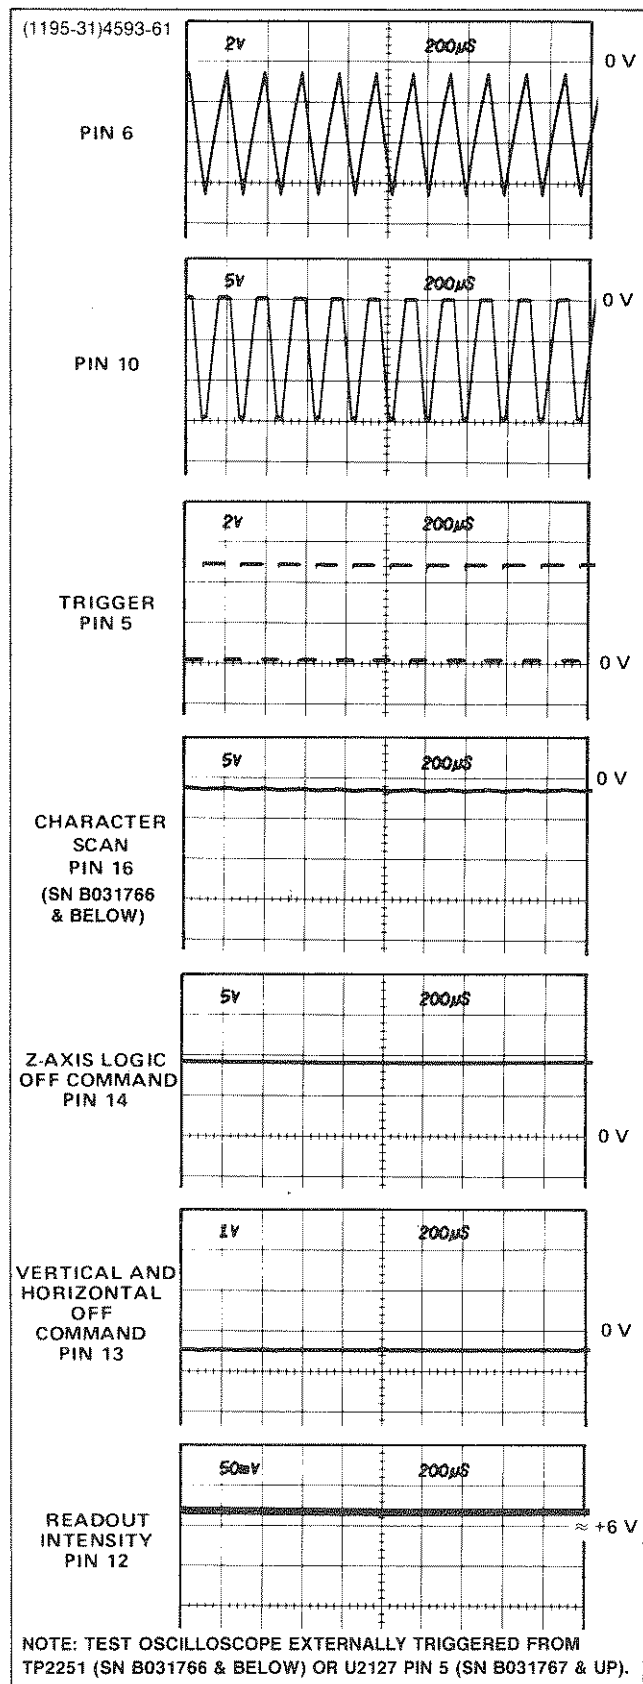 (1195-31)4593-61
2V 200µS 0 V
PIN 6
5V 200µS 0 V
PIN 10
2V 200µS
TRIGGER
PIN 5
0 V
5V 200µS 0 V
CHARACTER
SCAN
PIN 16
(SN B031766
& BELOW)
5V 200µS
Z-AXIS LOGIC
OFF COMMAND
PIN 14
0 V
1V 200µS
VERTICAL AND
HORIZONTAL
OFF
COMMAND
PIN 13
0 V
50mV 200µS
READOUT
INTENSITY
PIN 12
≈ +6 V
NOTE: TEST OSCILLOSCOPE EXTERNALLY TRIGGERED FROM
TP2251 (SN B031766 & BELOW) OR U2127 PIN 5 (SN B031767 & UP).